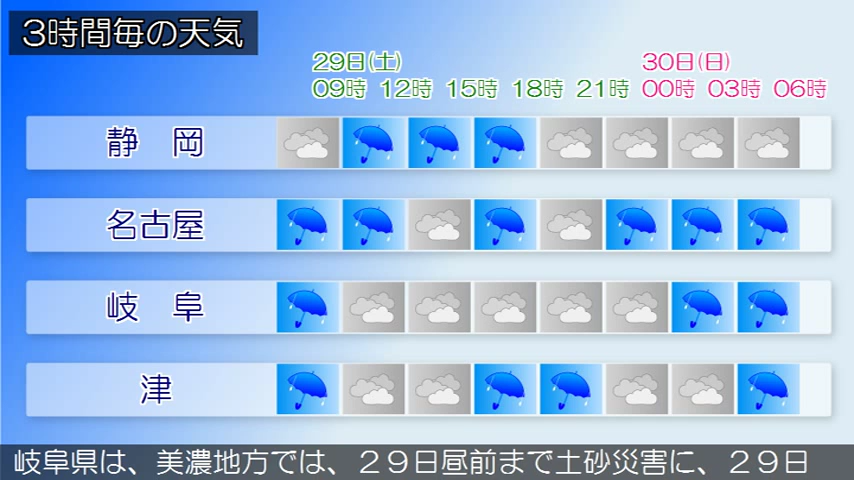 3時間毎の天気
29日(土) 30日(日)
09時 12時 15時 18時 21時 00時 03時 06時
静 岡
名古屋
岐 阜
津
岐阜県は、美濃地方では、２９日昼前まで土砂災害に、２９日